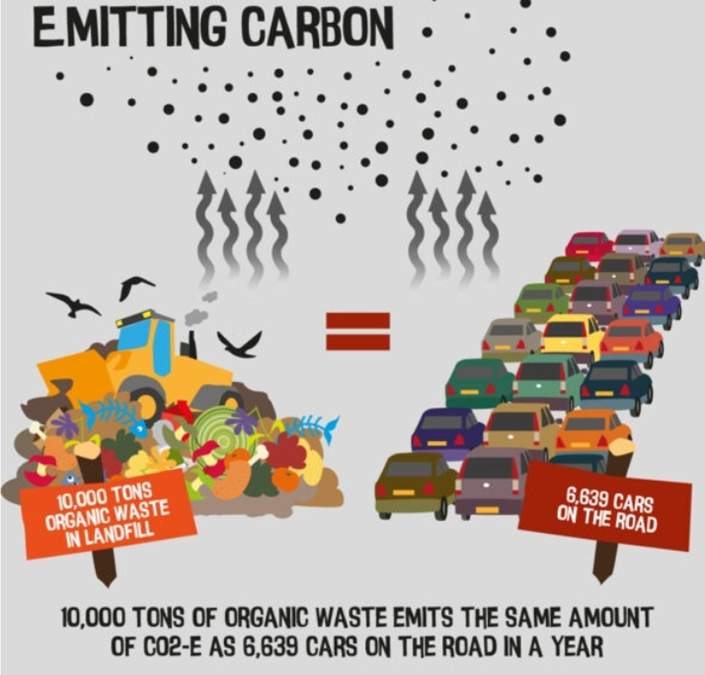 EMITTING CARBON
10,000 TONS
ORGANIC WASTE
IN LANDFILL
6,639 CARS
ON THE ROAD
10,000 TONS OF ORGANIC WASTE EMITS THE SAME AMOUNT
OF CO2-E AS 6,639 CARS ON THE ROAD IN A YEAR